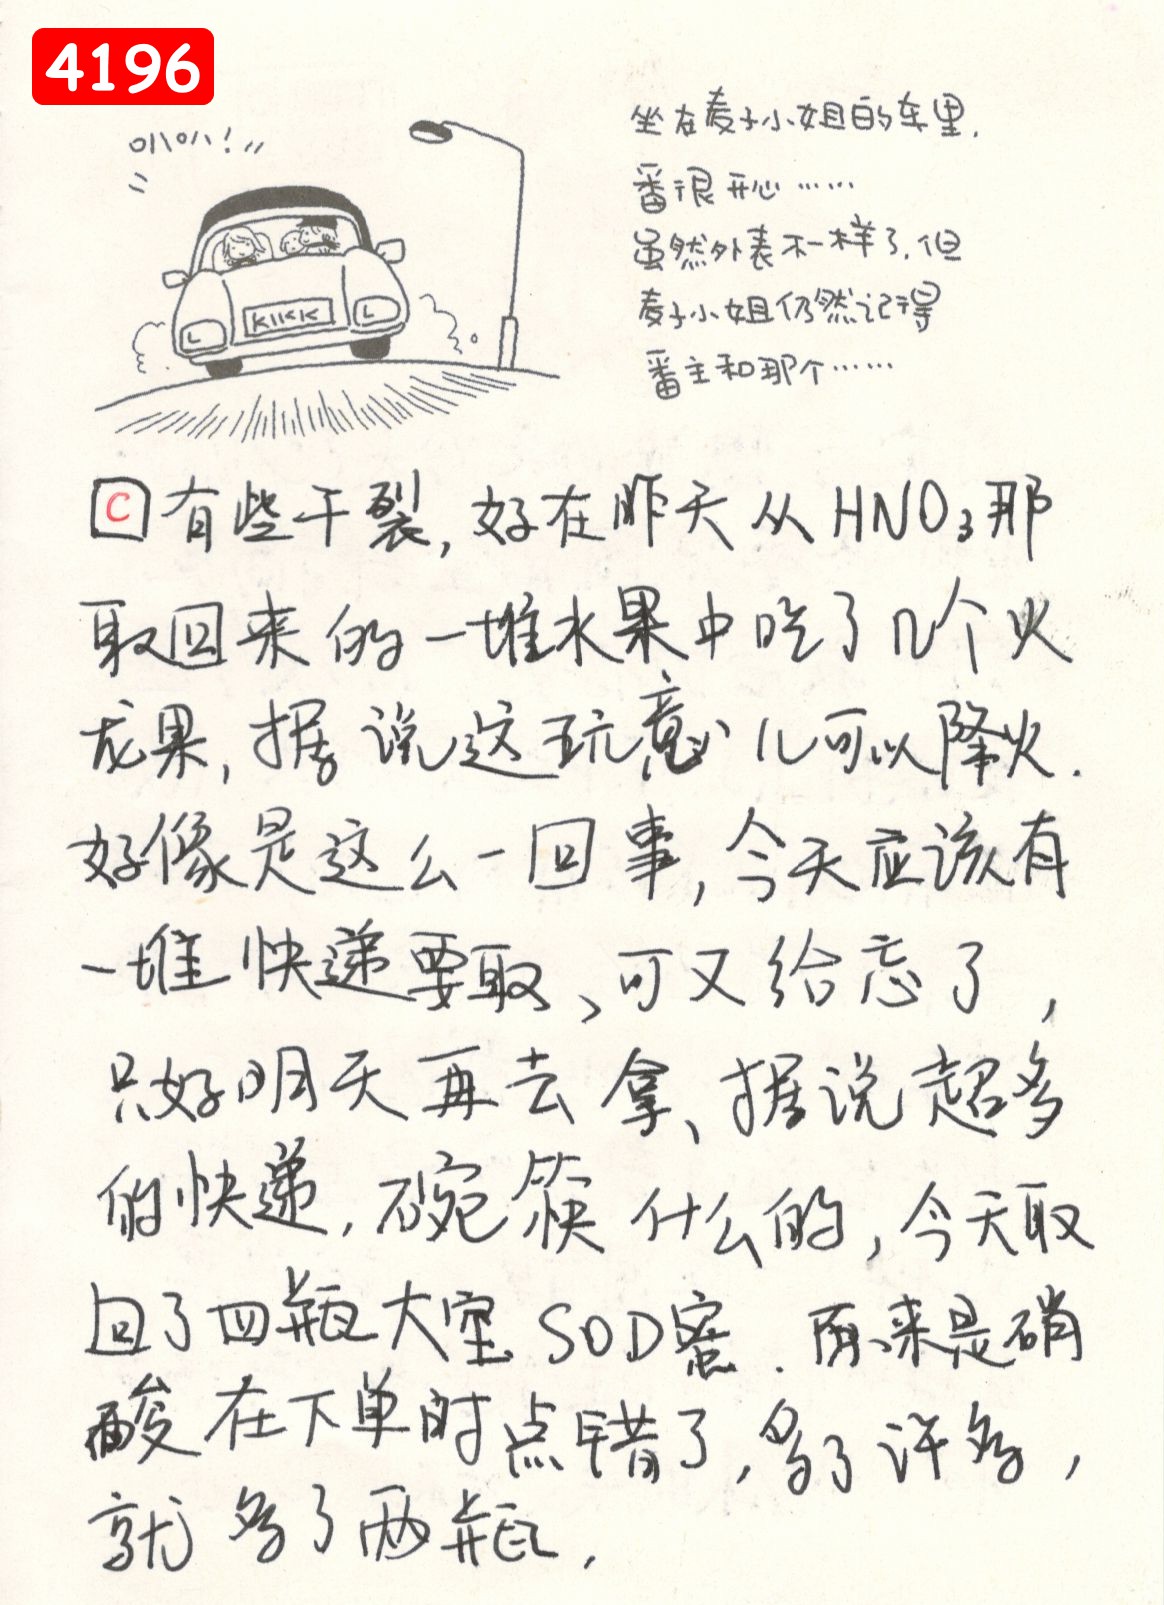 4196
叭叭!
坐在麦子小姐的车里.
番很开心……
虽然外表不一样了,但
麦子小姐仍然记得
番主和那个……
KIKK
L
L
C 有些干裂,好在昨天从HNO3那
取回来的一堆水果中吃了几个火
龙果,据说这玩意儿可以降火.
好像是这么一回事,今天应该有
一堆快递要取、可又给忘了,
只好明天再去拿、据说超多
的快递,碗筷什么的,今天取
回了四瓶大宝SOD蜜.原来是硝
酸在下单时点错了,多了许多,
就多了两瓶,